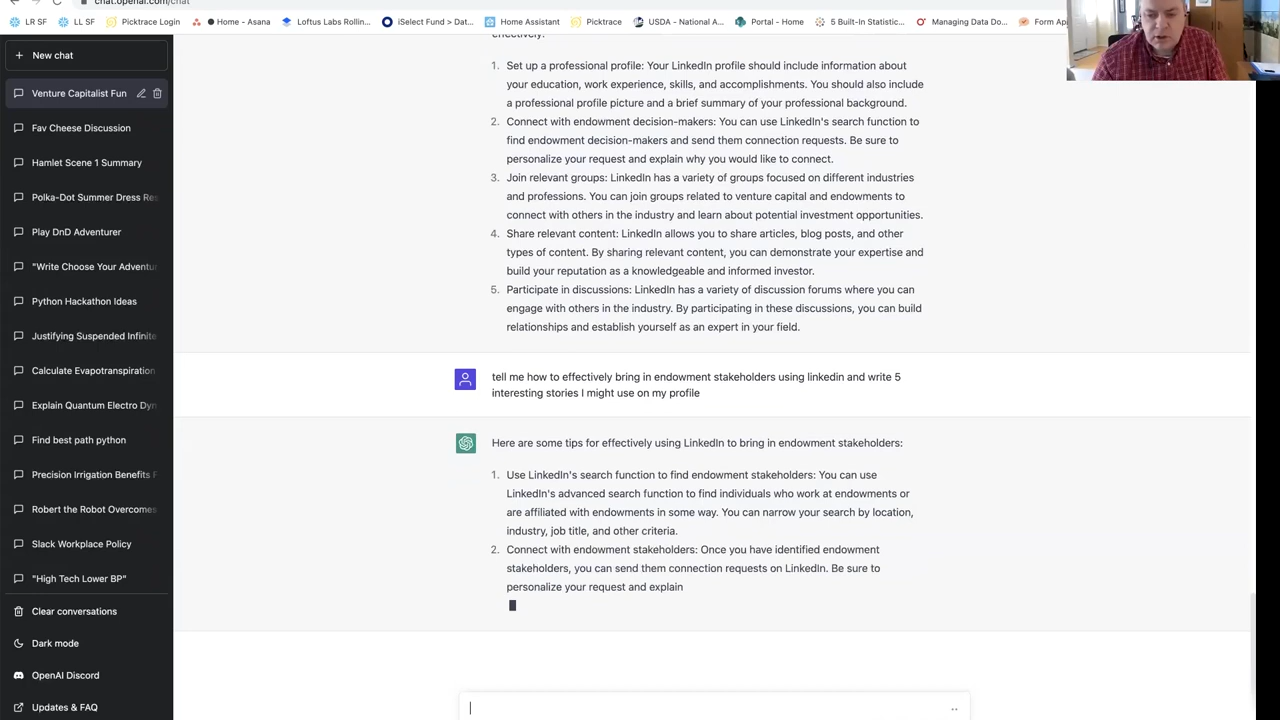 chat.openai.com/chat
LR SF
LL SF
Picktrace Login
Home - Asana
Loftus Labs Rollin...
iSelect Fund > Dat...
Home Assistant
Picktrace
USDA - National A...
Portal - Home
5 Built-In Statistic...
Managing Data Do...
Form Ap
New chat
Venture Capitalist Fun
Fav Cheese Discussion
Hamlet Scene 1 Summary
Polka-Dot Summer Dress Res
Play DnD Adventurer
"Write Choose Your Adventu
Python Hackathon Ideas
Justifying Suspended Infinite
Calculate Evapotranspiration
Explain Quantum Electro Dyn
Find best path python
Precision Irrigation Benefits F
Robert the Robot Overcomes
Slack Workplace Policy
"High Tech Lower BP"
Clear conversations
Dark mode
OpenAI Discord
Updates & FAQ
effectively:
1. Set up a professional profile: Your LinkedIn profile should include information about
your education, work experience, skills, and accomplishments. You should also include
a professional profile picture and a brief summary of your professional background.
2. Connect with endowment decision-makers: You can use LinkedIn's search function to
find endowment decision-makers and send them connection requests. Be sure to
personalize your request and explain why you would like to connect.
3. Join relevant groups: LinkedIn has a variety of groups focused on different industries
and professions. You can join groups related to venture capital and endowments to
connect with others in the industry and learn about potential investment opportunities.
4. Share relevant content: LinkedIn allows you to share articles, blog posts, and other
types of content. By sharing relevant content, you can demonstrate your expertise and
build your reputation as a knowledgeable and informed investor.
5. Participate in discussions: LinkedIn has a variety of discussion forums where you can
engage with others in the industry. By participating in these discussions, you can build
relationships and establish yourself as an expert in your field.
tell me how to effectively bring in endowment stakeholders using linkedin and write 5
interesting stories I might use on my profile
Here are some tips for effectively using LinkedIn to bring in endowment stakeholders:
1. Use LinkedIn's search function to find endowment stakeholders: You can use
LinkedIn's advanced search function to find individuals who work at endowments or
are affiliated with endowments in some way. You can narrow your search by location,
industry, job title, and other criteria.
2. Connect with endowment stakeholders: Once you have identified endowment
stakeholders, you can send them connection requests on LinkedIn. Be sure to
personalize your request and explain